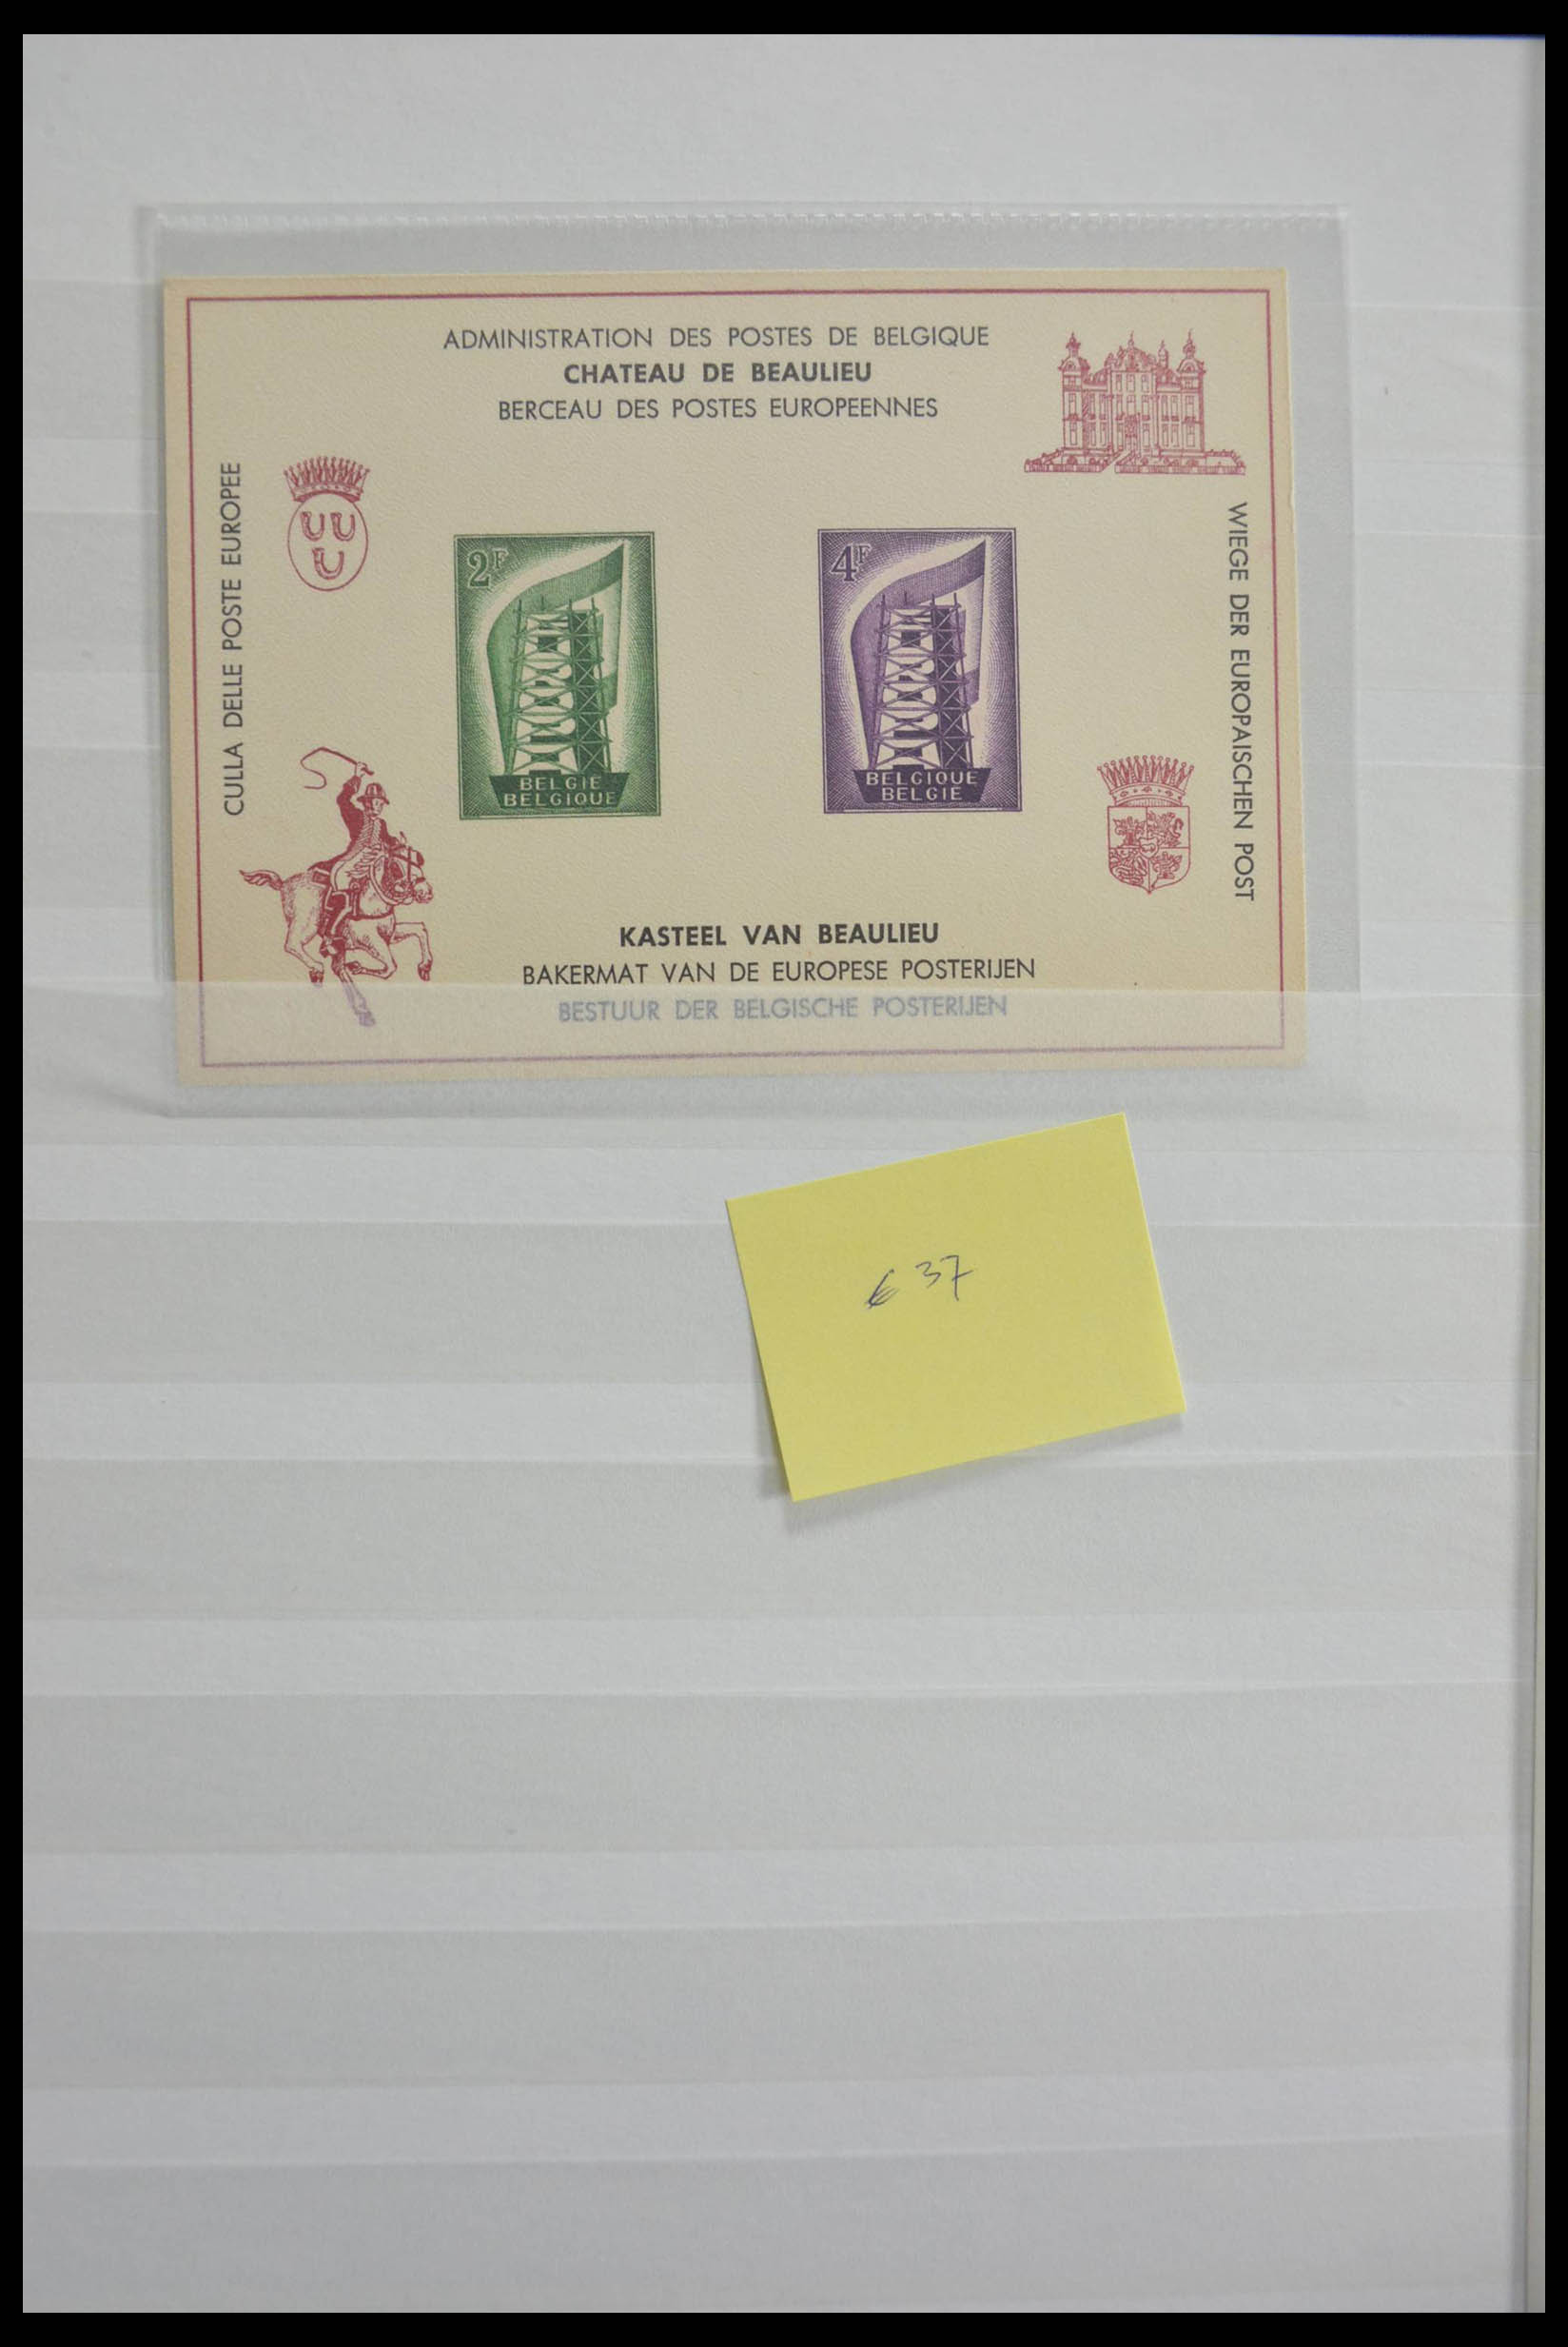 ADMINISTRATION DES POSTES DE BELGIQUE
CHATEAU DE BEAULIEU
BERCEAU DES POSTES EUROPEENNES
CULLA DELLE POSTE EUROPEE
WIEGE DER EUROPAISCHEN POST
2F
BELGIE
BELGIQUE
4F
BELGIQUE
BELGIE
KASTEEL VAN BEAULIEU
BAKERMAT VAN DE EUROPESE POSTERIJEN
BESTUUR DER BELGISCHE POSTERIJEN
€ 37